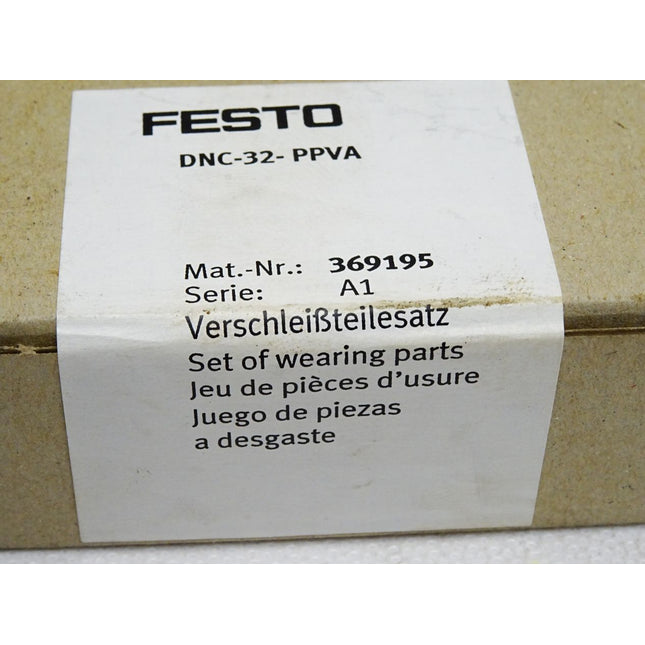 FESTO
DNC-32- PPVA
Mat.-Nr.: 369195
Serie: A1
Verschleißteilesatz
Set of wearing parts
Jeu de pièces d'usure
Juego de piezas
a desgaste